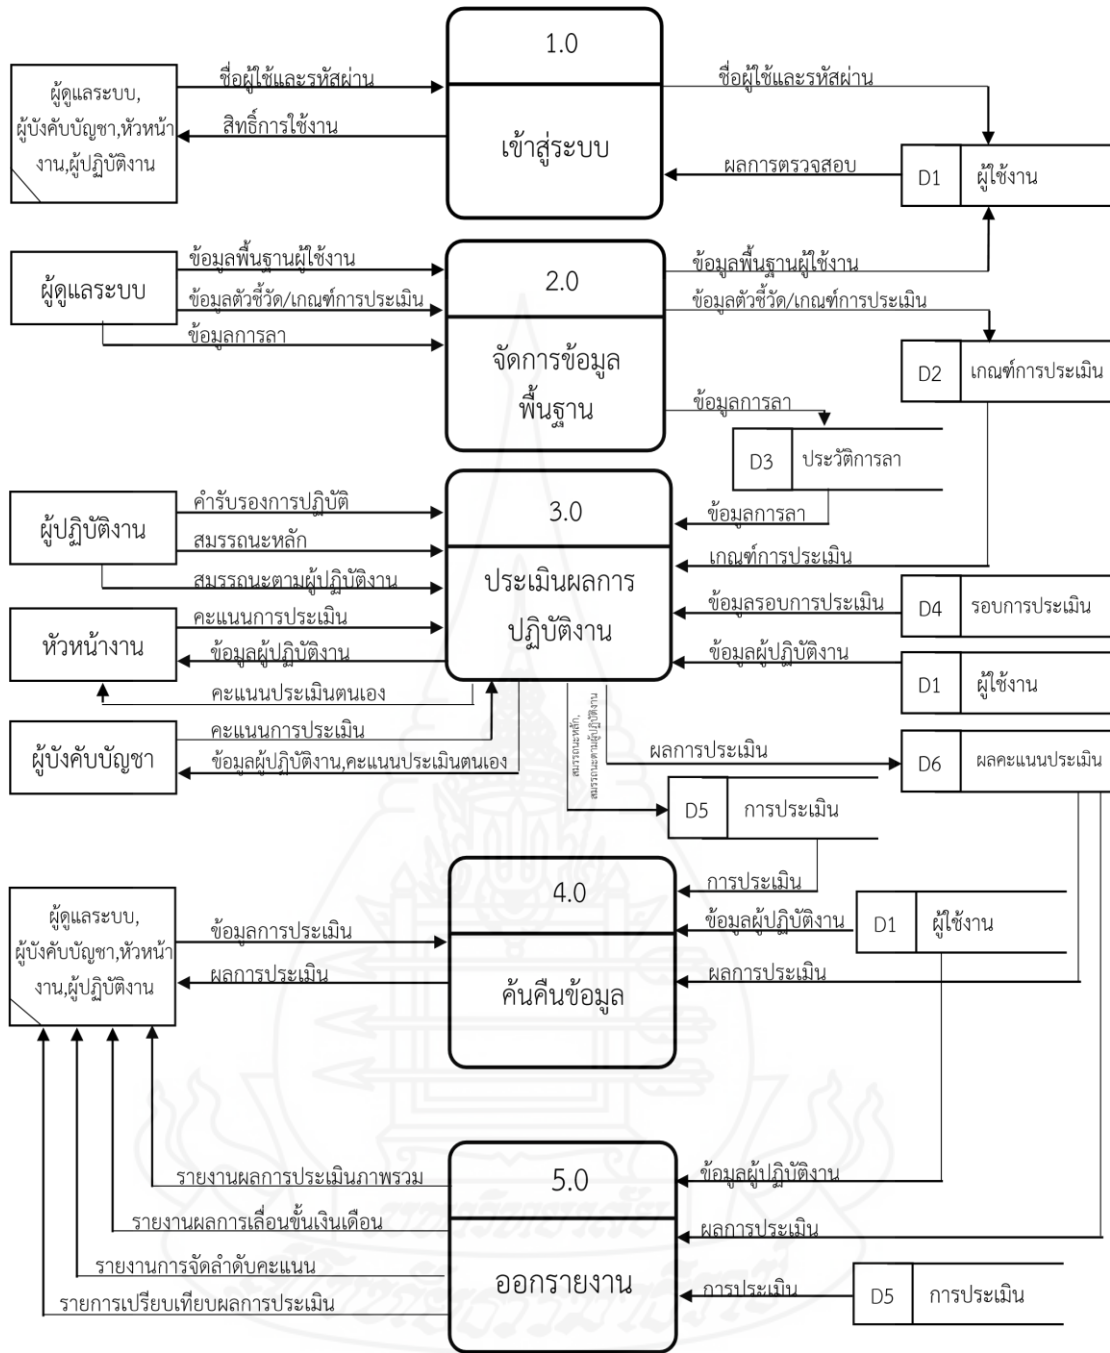 1.0
ชื่อผู้ใช้และรหัสผ่าน
ชื่อผู้ใช้และรหัสผ่าน
ผู้ดูแลระบบ,
ผู้บังคับบัญชา,หัวหน้า
งาน,ผู้ปฏิบัติงาน
สิทธิ์การใช้งาน
เข้าสู่ระบบ
ผลการตรวจสอบ
D1
ผู้ใช้งาน
ผู้ดูแลระบบ
ข้อมูลพื้นฐานผู้ใช้งาน
ข้อมูลตัวชี้วัด/เกณฑ์การประเมิน
ข้อมูลการลา
2.0
จัดการข้อมูล
พื้นฐาน
ข้อมูลพื้นฐานผู้ใช้งาน
ข้อมูลตัวชี้วัด/เกณฑ์การประเมิน
D2
เกณฑ์การประเมิน
ข้อมูลการลา
D3
ประวัติการลา
ผู้ปฏิบัติงาน
คำรับรองการปฏิบัติ
สมรรถนะหลัก
สมรรถนะตามผู้ปฏิบัติงาน
3.0
ประเมินผลการ
ปฏิบัติงาน
ข้อมูลการลา
เกณฑ์การประเมิน
ข้อมูลรอบการประเมิน
D4
รอบการประเมิน
ข้อมูลผู้ปฏิบัติงาน
D1
ผู้ใช้งาน
หัวหน้างาน
คะแนนการประเมิน
ข้อมูลผู้ปฏิบัติงาน
คะแนนประเมินตนเอง
ผู้บังคับบัญชา
คะแนนการประเมิน
ข้อมูลผู้ปฏิบัติงาน,คะแนนประเมินตนเอง
สมรรถนะหลัก,
สมรรถนะตามผู้ปฏิบัติงาน
ผลการประเมิน
D6
ผลคะแนนประเมิน
D5
การประเมิน
ผู้ดูแลระบบ,
ผู้บังคับบัญชา,หัวหน้า
งาน,ผู้ปฏิบัติงาน
ข้อมูลการประเมิน
ผลการประเมิน
4.0
ค้นคืนข้อมูล
การประเมิน
ข้อมูลผู้ปฏิบัติงาน
D1
ผู้ใช้งาน
ผลการประเมิน
รายงานผลการประเมินภาพรวม
รายงานผลการเลื่อนขั้นเงินเดือน
รายงานการจัดลำดับคะแนน
รายการเปรียบเทียบผลการประเมิน
5.0
ออกรายงาน
ข้อมูลผู้ปฏิบัติงาน
ผลการประเมิน
การประเมิน
D5
การประเมิน